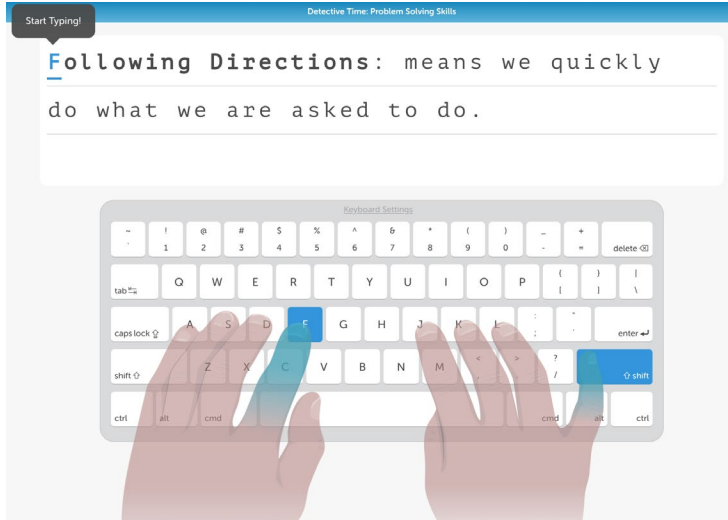 Detective Time: Problem Solving Skills
Start Typing!
Following Directions: means we quickly
do what we are asked to do.
Keyboard Settings
~ ! @ # $ % ^ & * ( ) _ +
` 1 2 3 4 5 6 7 8 9 0 - = delete
tab Q W E R T Y U I O P { [ } ] | \
caps lock A S D F G H J K L : ; " ' enter
shift Z X C V B N M < > ? / shift
ctrl alt cmd cmd alt ctrl